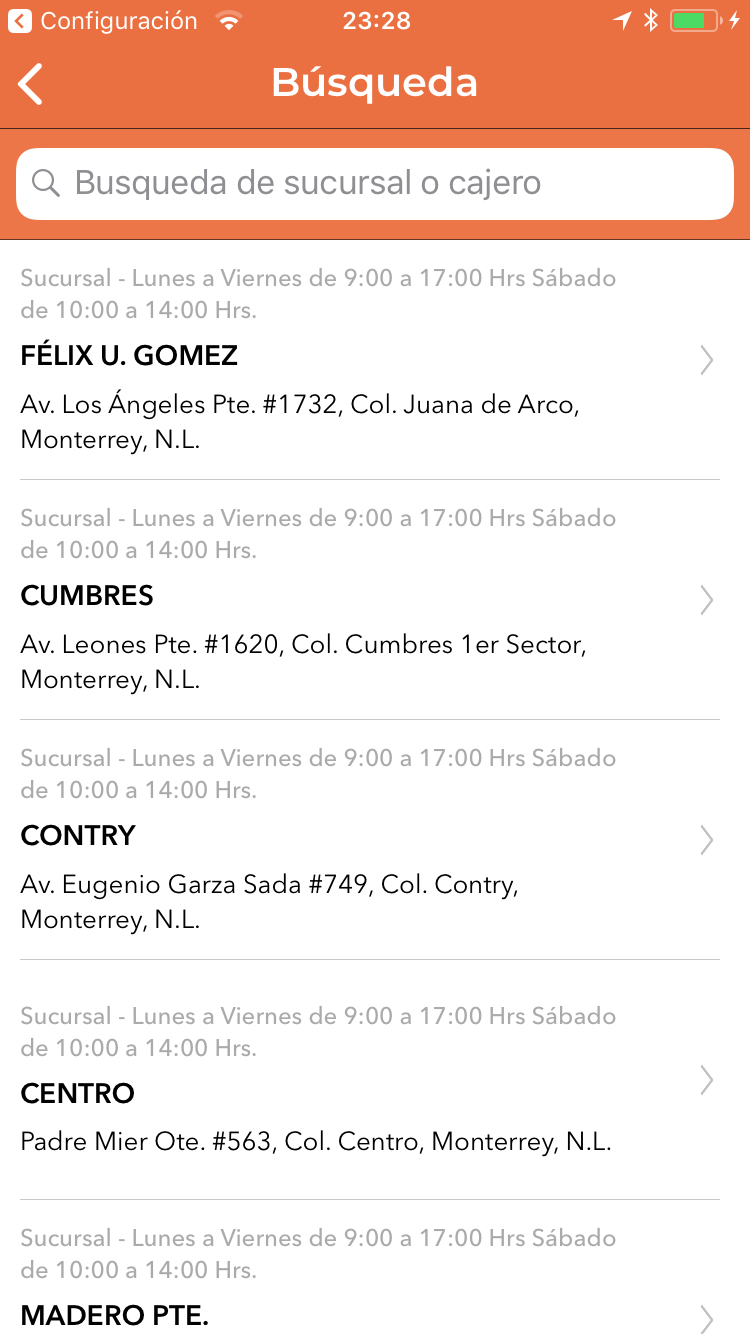 Configuración
23:28
Búsqueda
Busqueda de sucursal o cajero
Sucursal - Lunes a Viernes de 9:00 a 17:00 Hrs Sábado
de 10:00 a 14:00 Hrs.
FÉLIX U. GOMEZ
Av. Los Ángeles Pte. #1732, Col. Juana de Arco,
Monterrey, N.L.
Sucursal - Lunes a Viernes de 9:00 a 17:00 Hrs Sábado
de 10:00 a 14:00 Hrs.
CUMBRES
Av. Leones Pte. #1620, Col. Cumbres 1er Sector,
Monterrey, N.L.
Sucursal - Lunes a Viernes de 9:00 a 17:00 Hrs Sábado
de 10:00 a 14:00 Hrs.
CONTRY
Av. Eugenio Garza Sada #749, Col. Contry,
Monterrey, N.L.
Sucursal - Lunes a Viernes de 9:00 a 17:00 Hrs Sábado
de 10:00 a 14:00 Hrs.
CENTRO
Padre Mier Ote. #563, Col. Centro, Monterrey, N.L.
Sucursal - Lunes a Viernes de 9:00 a 17:00 Hrs Sábado
de 10:00 a 14:00 Hrs.
MADERO PTE.